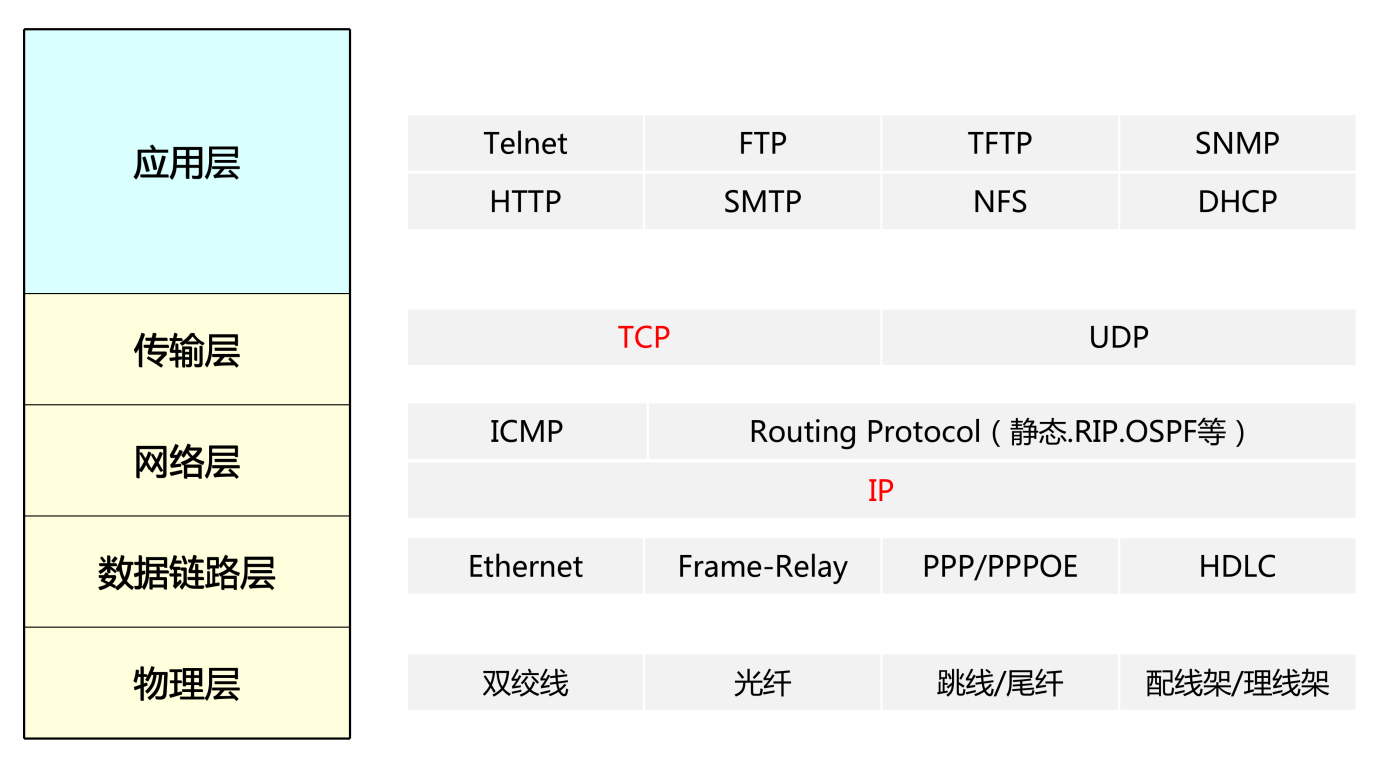 应用层
Telnet FTP TFTP SNMP
HTTP SMTP NFS DHCP
传输层
TCP UDP
网络层
ICMP Routing Protocol（静态.RIP.OSPF等）
IP
数据链路层
Ethernet Frame-Relay PPP/PPPOE HDLC
物理层
双绞线 光纤 跳线/尾纤 配线架/理线架